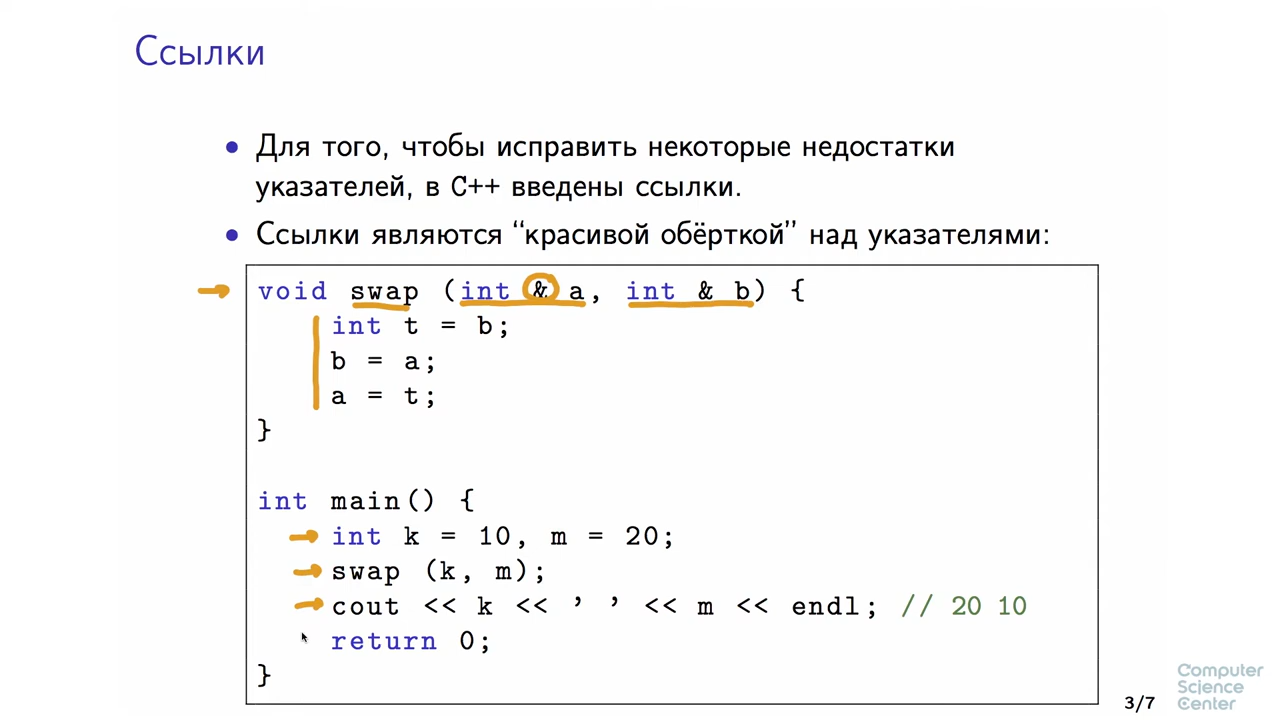 Ссылки
• Для того, чтобы исправить некоторые недостатки
указателей, в C++ введены ссылки.
• Ссылки являются “красивой обёрткой” над указателями:
void swap (int & a, int & b) {
int t = b;
b = a;
a = t;
}
int main() {
int k = 10, m = 20;
swap (k, m);
cout << k << ’ ’ << m << endl; // 20 10
return 0;
}
Computer
Science
Center
3/7